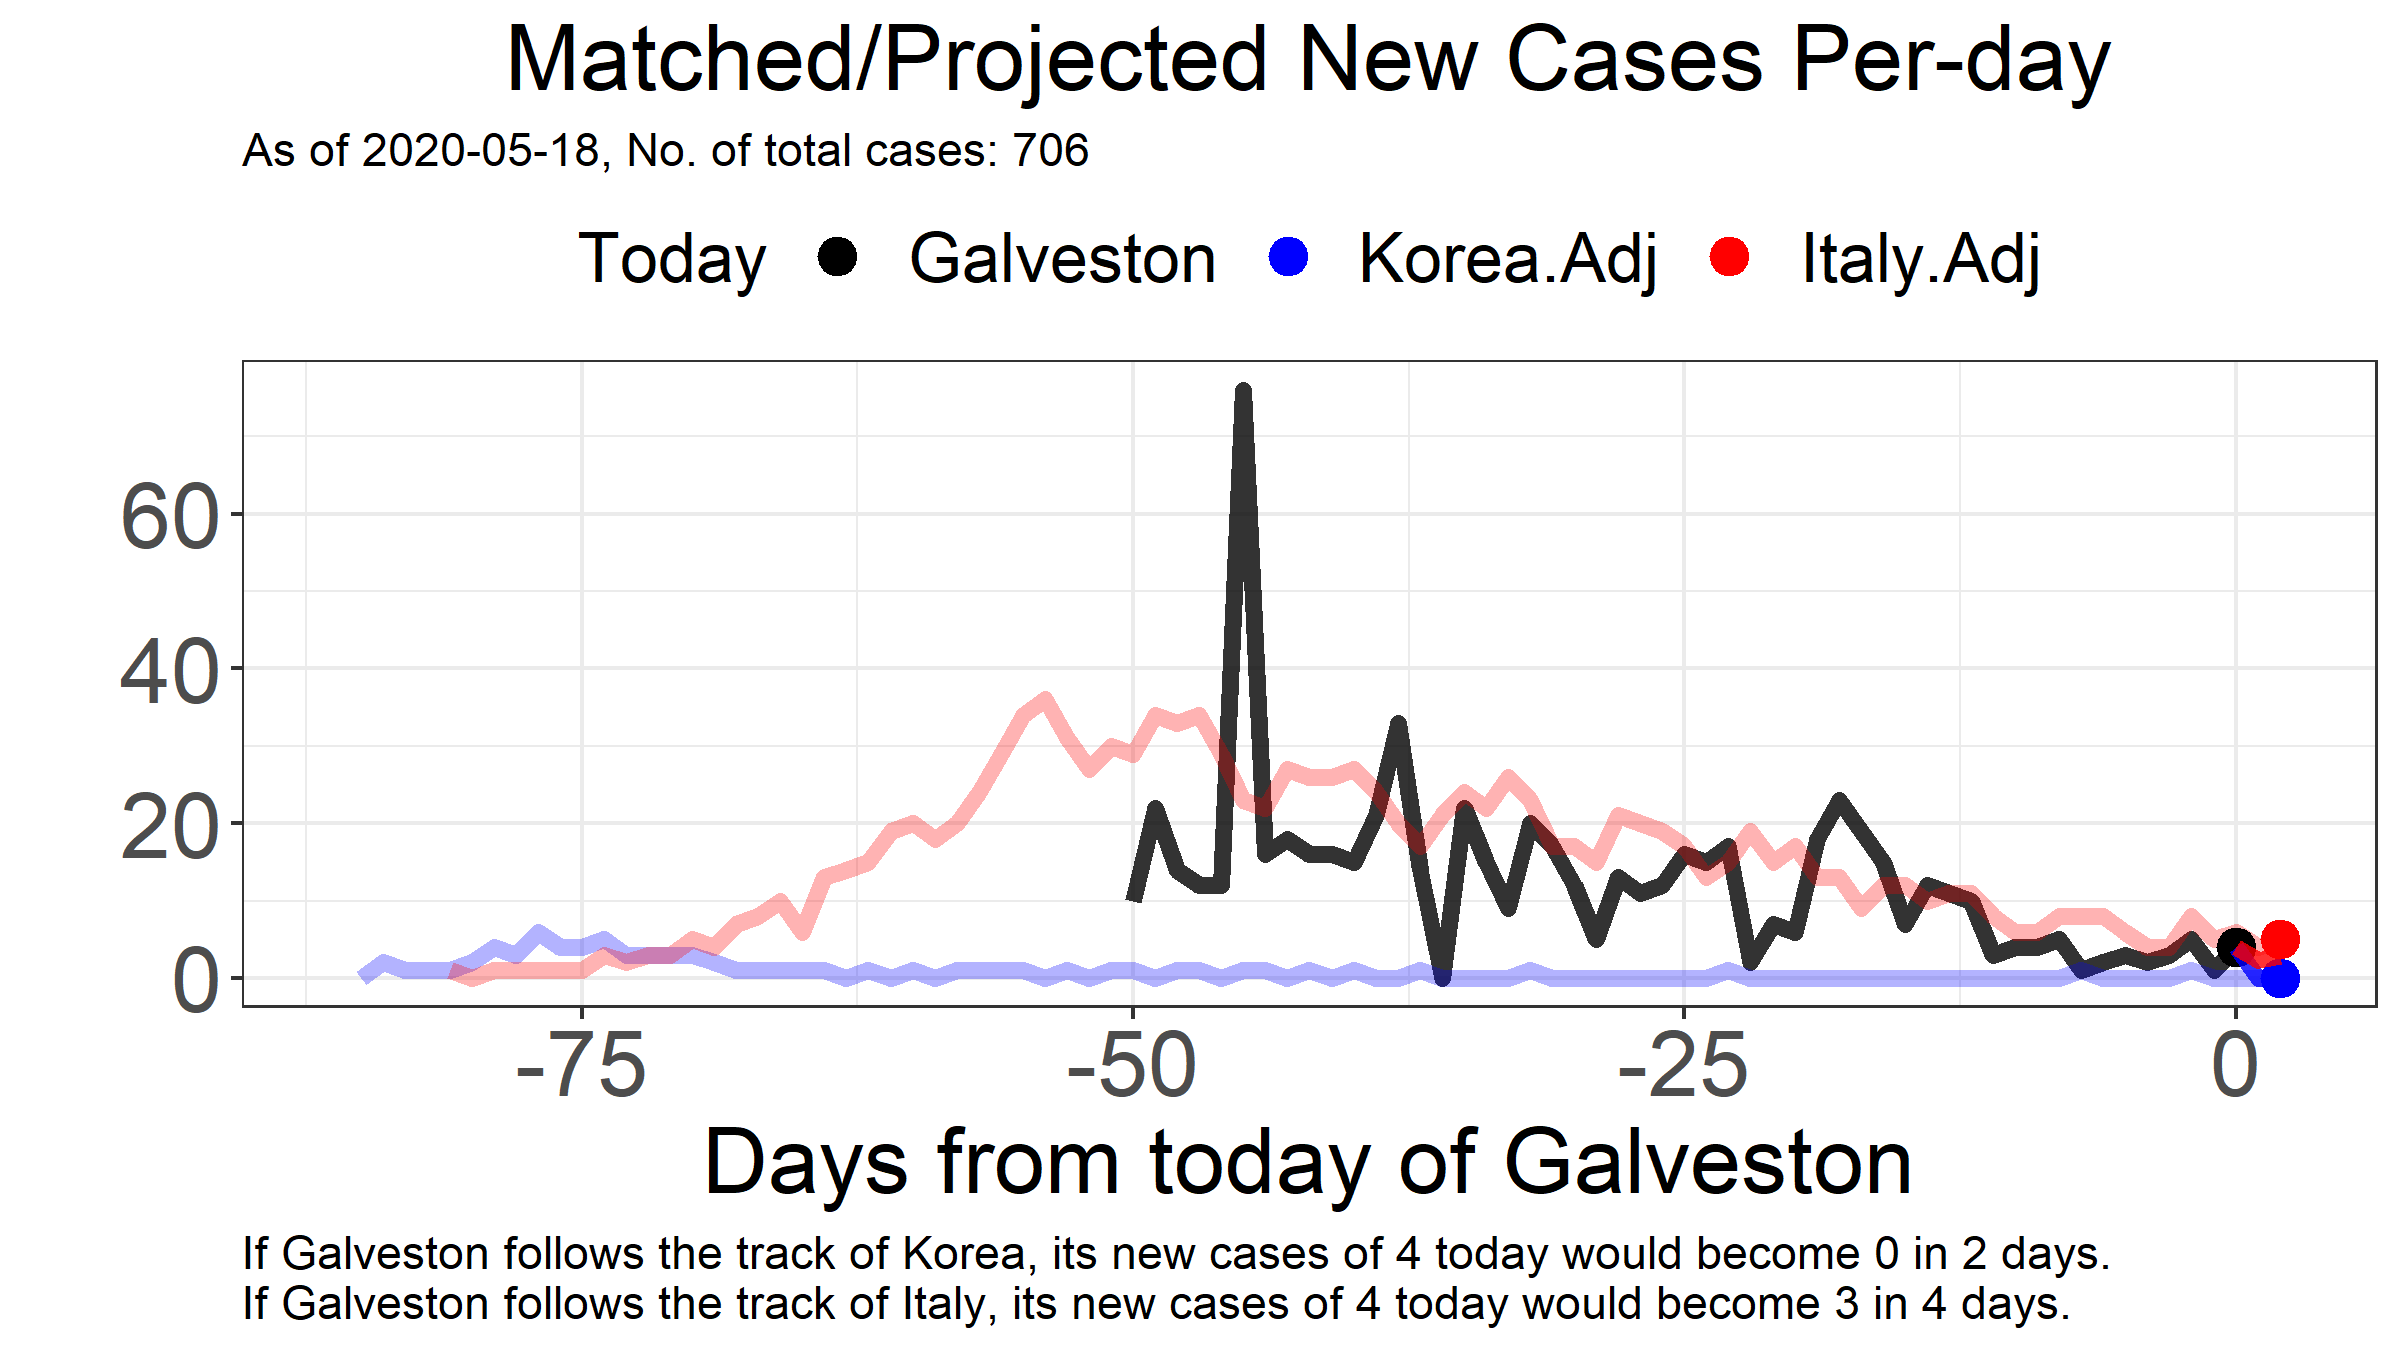 Matched/Projected New Cases Per-day
As of 2020-05-18, No. of total cases: 706
Today Galveston Korea.Adj Italy.Adj
60
40
20
0
-75 -50 -25 0
Days from today of Galveston
If Galveston follows the track of Korea, its new cases of 4 today would become 0 in 2 days.
If Galveston follows the track of Italy, its new cases of 4 today would become 3 in 4 days.